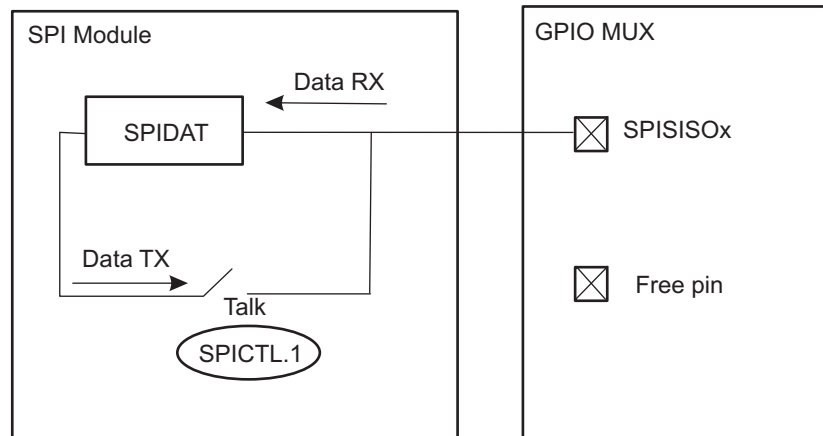 SPI Module
GPIO MUX
Data RX
SPIDAT
SPISISOx
Data TX
Free pin
Talk
SPICTL.1